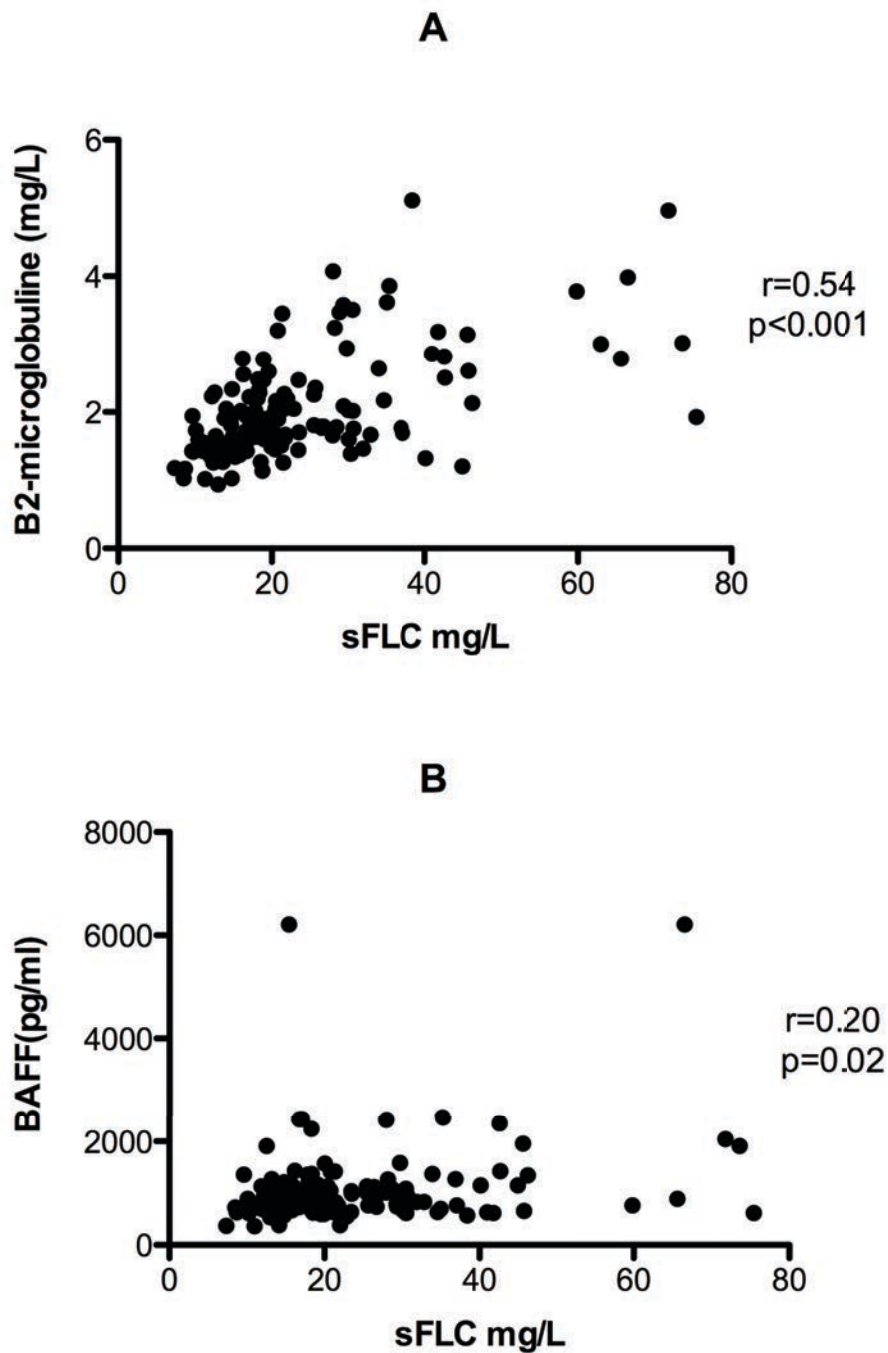 A
B2-microglobuline (mg/L)
6
4
2
0
0 20 40 60 80
sFLC mg/L
r=0.54
p<0.001
B
BAFF(pg/ml)
8000
6000
4000
2000
0
0 20 40 60 80
sFLC mg/L
r=0.20
p=0.02